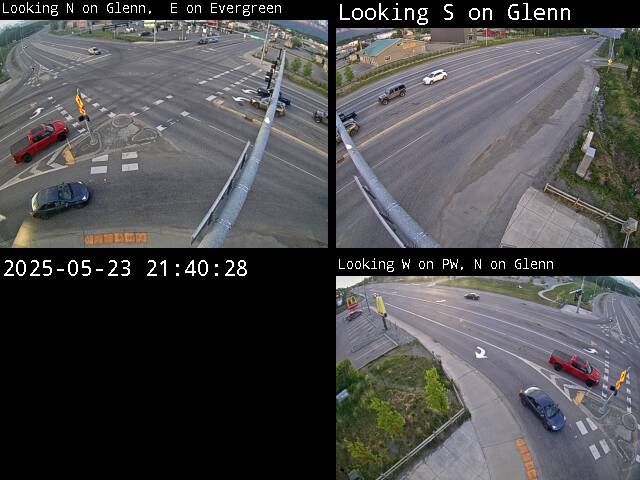 Looking N on Glenn,  E on Evergreen
Looking S on Glenn
2025-05-23 21:40:28
Looking W on PW, N on Glenn